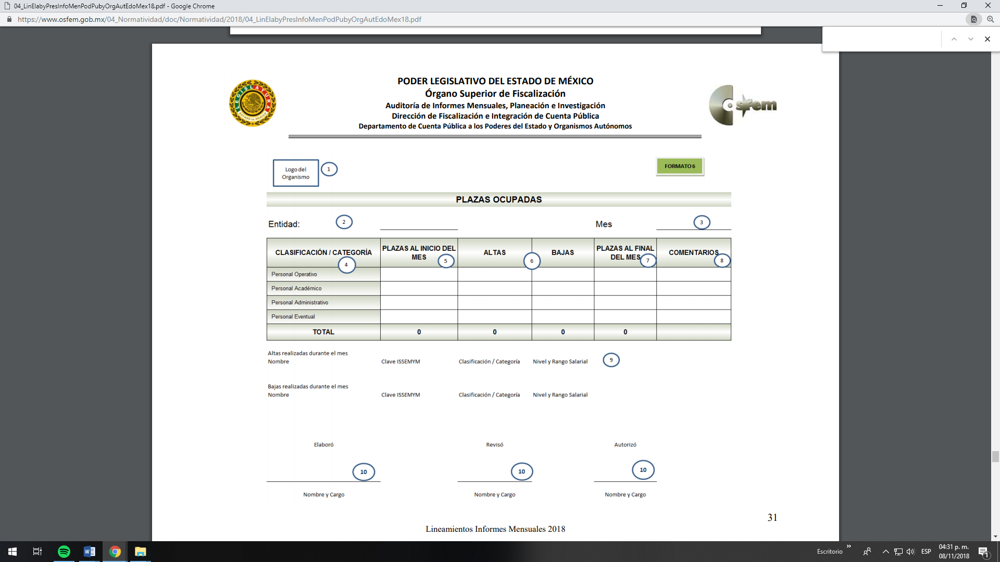 04_LinElabyPresInfoMenPodPubyOrgAutEdoMex18.pdf - Google Chrome
https://www.osfem.gob.mx/04_Normatividad/doc/Normatividad/2018/04_LinElabyPresInfoMenPodPubyOrgAutEdoMex18.pdf
PODER LEGISLATIVO DEL ESTADO DE MÉXICO
Órgano Superior de Fiscalización
Auditoría de Informes Mensuales, Planeación e Investigación
Dirección de Fiscalización e Integración de Cuenta Pública
Departamento de Cuenta Pública a los Poderes del Estado y Organismos Autónomos
LEGISLATURA
ESTADO DE MÉXICO
osfem
Logo del
Organismo
1
FORMATO 6
PLAZAS OCUPADAS
Entidad:
2
Mes
3
CLASIFICACIÓN / CATEGORÍA
4
PLAZAS AL INICIO DEL
MES
5
ALTAS
6
BAJAS
PLAZAS AL FINAL
DEL MES
7
COMENTARIOS
8
Personal Operativo
Personal Académico
Personal Administrativo
Personal Eventual
TOTAL 0 0 0 0
Altas realizadas durante el mes
Nombre Clave ISSEMYM Clasificación / Categoría Nivel y Rango Salarial 9
Bajas realizadas durante el mes
Nombre Clave ISSEMYM Clasificación / Categoría Nivel y Rango Salarial
Elaboró Revisó Autorizó
10 10 10
Nombre y Cargo Nombre y Cargo Nombre y Cargo
31
Lineamientos Informes Mensuales 2018
Escritorio
ESP
04:31 p. m.
08/11/2018
1